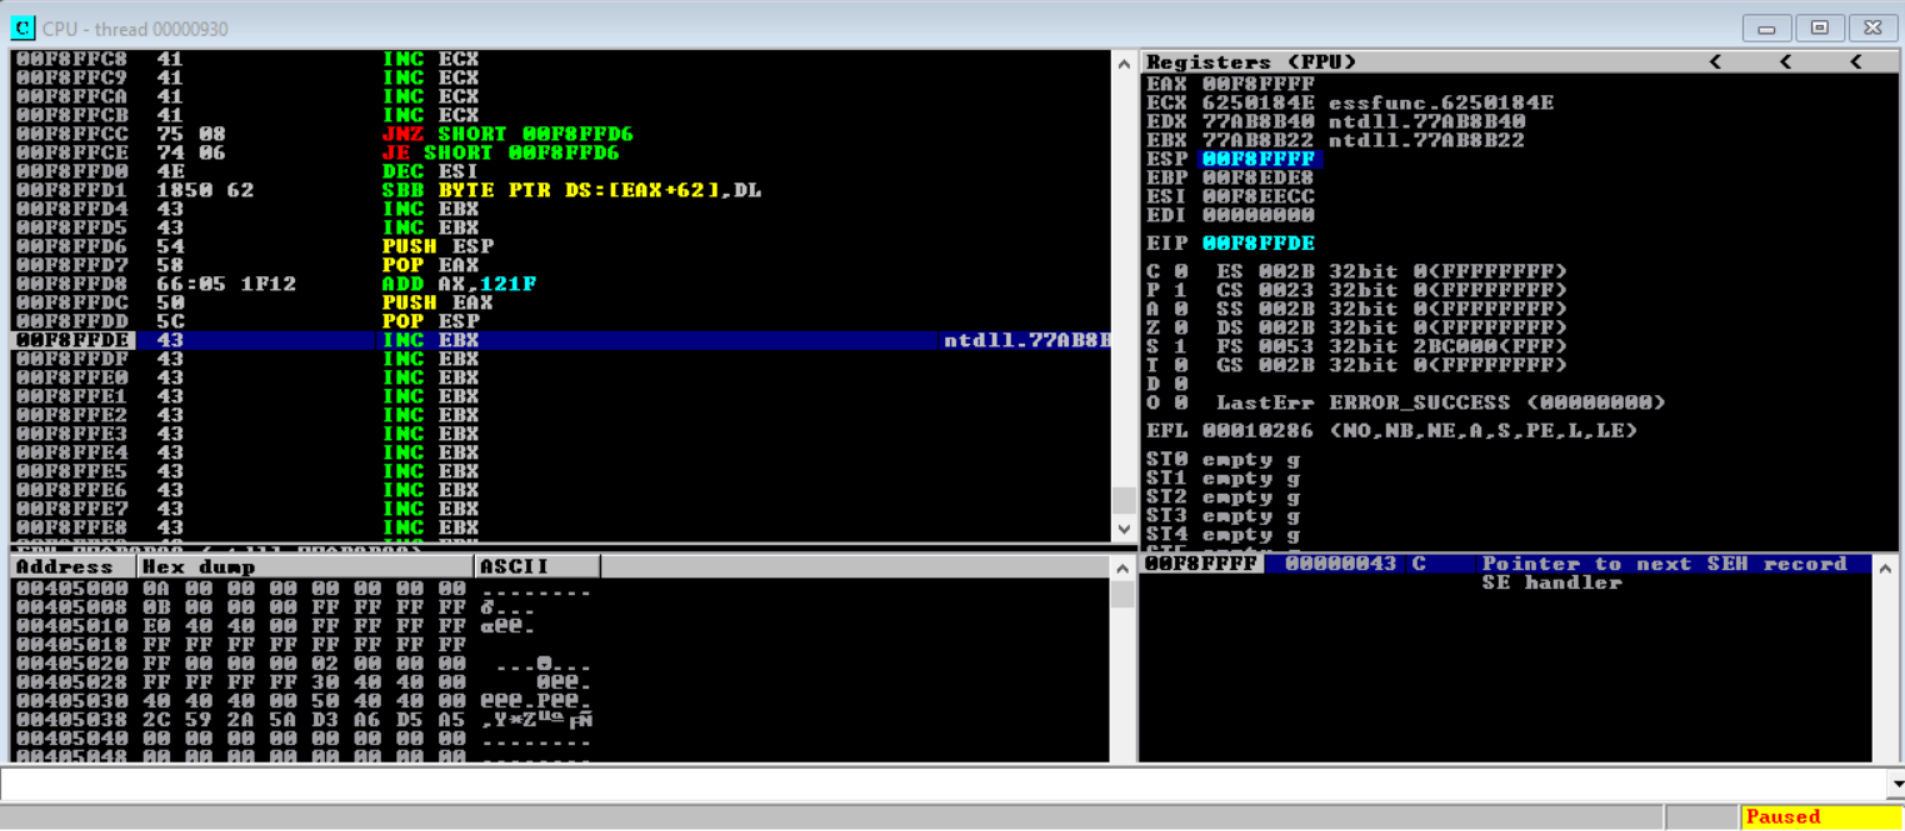 C CPU - thread 00000930
00F8FFC8 41 INC ECX
00F8FFC9 41 INC ECX
00F8FFCA 41 INC ECX
00F8FFCB 41 INC ECX
00F8FFCC 75 08 JNZ SHORT 00F8FFD6
00F8FFCE 74 06 JE SHORT 00F8FFD6
00F8FFD0 4E DEC ESI
00F8FFD1 1850 62 SBB BYTE PTR DS:[EAX+62],DL
00F8FFD4 43 INC EBX
00F8FFD5 43 INC EBX
00F8FFD6 54 PUSH ESP
00F8FFD7 58 POP EAX
00F8FFD8 66:05 1F12 ADD AX,121F
00F8FFDC 50 PUSH EAX
00F8FFDD 5C POP ESP
00F8FFDE 43 INC EBX ntdll.77AB8B
00F8FFDF 43 INC EBX
00F8FFE0 43 INC EBX
00F8FFE1 43 INC EBX
00F8FFE2 43 INC EBX
00F8FFE3 43 INC EBX
00F8FFE4 43 INC EBX
00F8FFE5 43 INC EBX
00F8FFE6 43 INC EBX
00F8FFE7 43 INC EBX
00F8FFE8 43 INC EBX
Registers (FPU) < < <
EAX 00F8FFFF
ECX 6250184E essfunc.6250184E
EDX 77AB8B40 ntdll.77AB8B40
EBX 77AB8B22 ntdll.77AB8B22
ESP 00F8FFFF
EBP 00F8EDE8
ESI 00F8EECC
EDI 00000000
EIP 00F8FFDE
C 0 ES 002B 32bit 0(FFFFFFFF)
P 1 CS 0023 32bit 0(FFFFFFFF)
A 0 SS 002B 32bit 0(FFFFFFFF)
Z 0 DS 002B 32bit 0(FFFFFFFF)
S 1 FS 0053 32bit 2BC000(FFF)
T 0 GS 002B 32bit 0(FFFFFFFF)
D 0
O 0 LastErr ERROR_SUCCESS (00000000)
EFL 00010286 (NO,NB,NE,A,S,PE,L,LE)
ST0 empty g
ST1 empty g
ST2 empty g
ST3 empty g
ST4 empty g
Address Hex dump ASCII
00405000 0A 00 00 00 00 00 00 00 ........
00405008 0B 00 00 00 FF FF FF FF ♂...
00405010 E0 40 40 00 FF FF FF FF α@@.
00405018 FF FF FF FF FF FF FF FF
00405020 FF 00 00 00 02 00 00 00 ...☻...
00405028 FF FF FF FF 30 40 40 00 0@@.
00405030 40 40 40 00 50 40 40 00 @@@.P@@.
00405038 2C 59 2A 5A D3 A6 D5 A5 ,Y*Z╙ª╒Ñ
00405040 00 00 00 00 00 00 00 00 ........
00405048 00 00 00 00 00 00 00 00 ........
00F8FFFF 00000043 C Pointer to next SEH record
SE handler
Paused